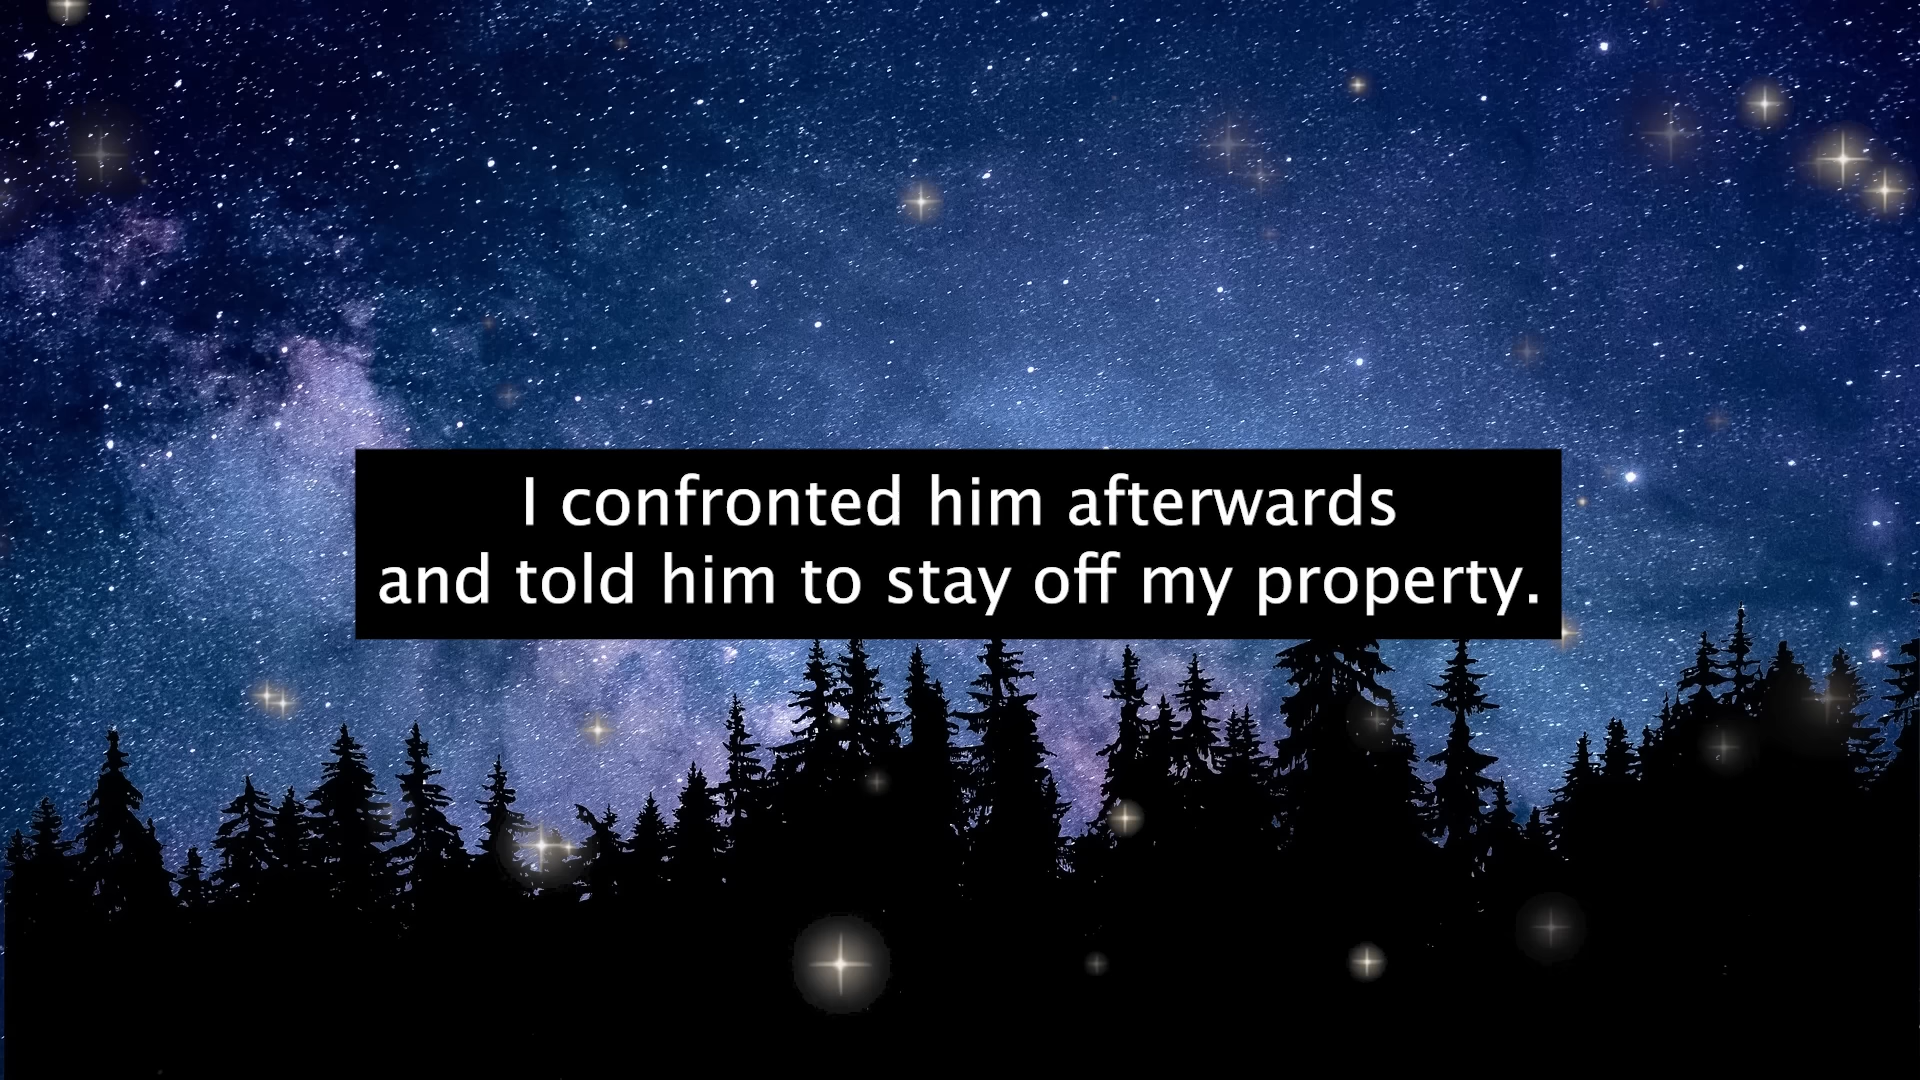 I confronted him afterwards
and told him to stay off my property.